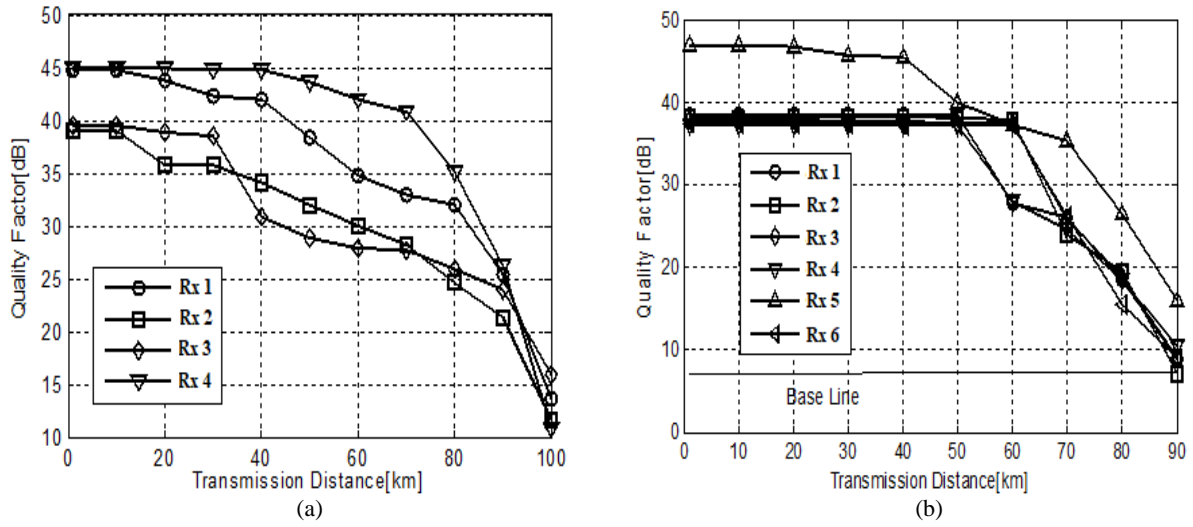 50
45
40
35
30
25
20
15
10
Quality Factor[dB]
Rx 1
Rx 2
Rx 3
Rx 4
0 20 40 60 80 100
Transmission Distance[km]
(a)
50
40
30
20
10
0
Quality Factor[dB]
Rx 1
Rx 2
Rx 3
Rx 4
Rx 5
Rx 6
Base Line
0 10 20 30 40 50 60 70 80 90
Transmission Distance[km]
(b)